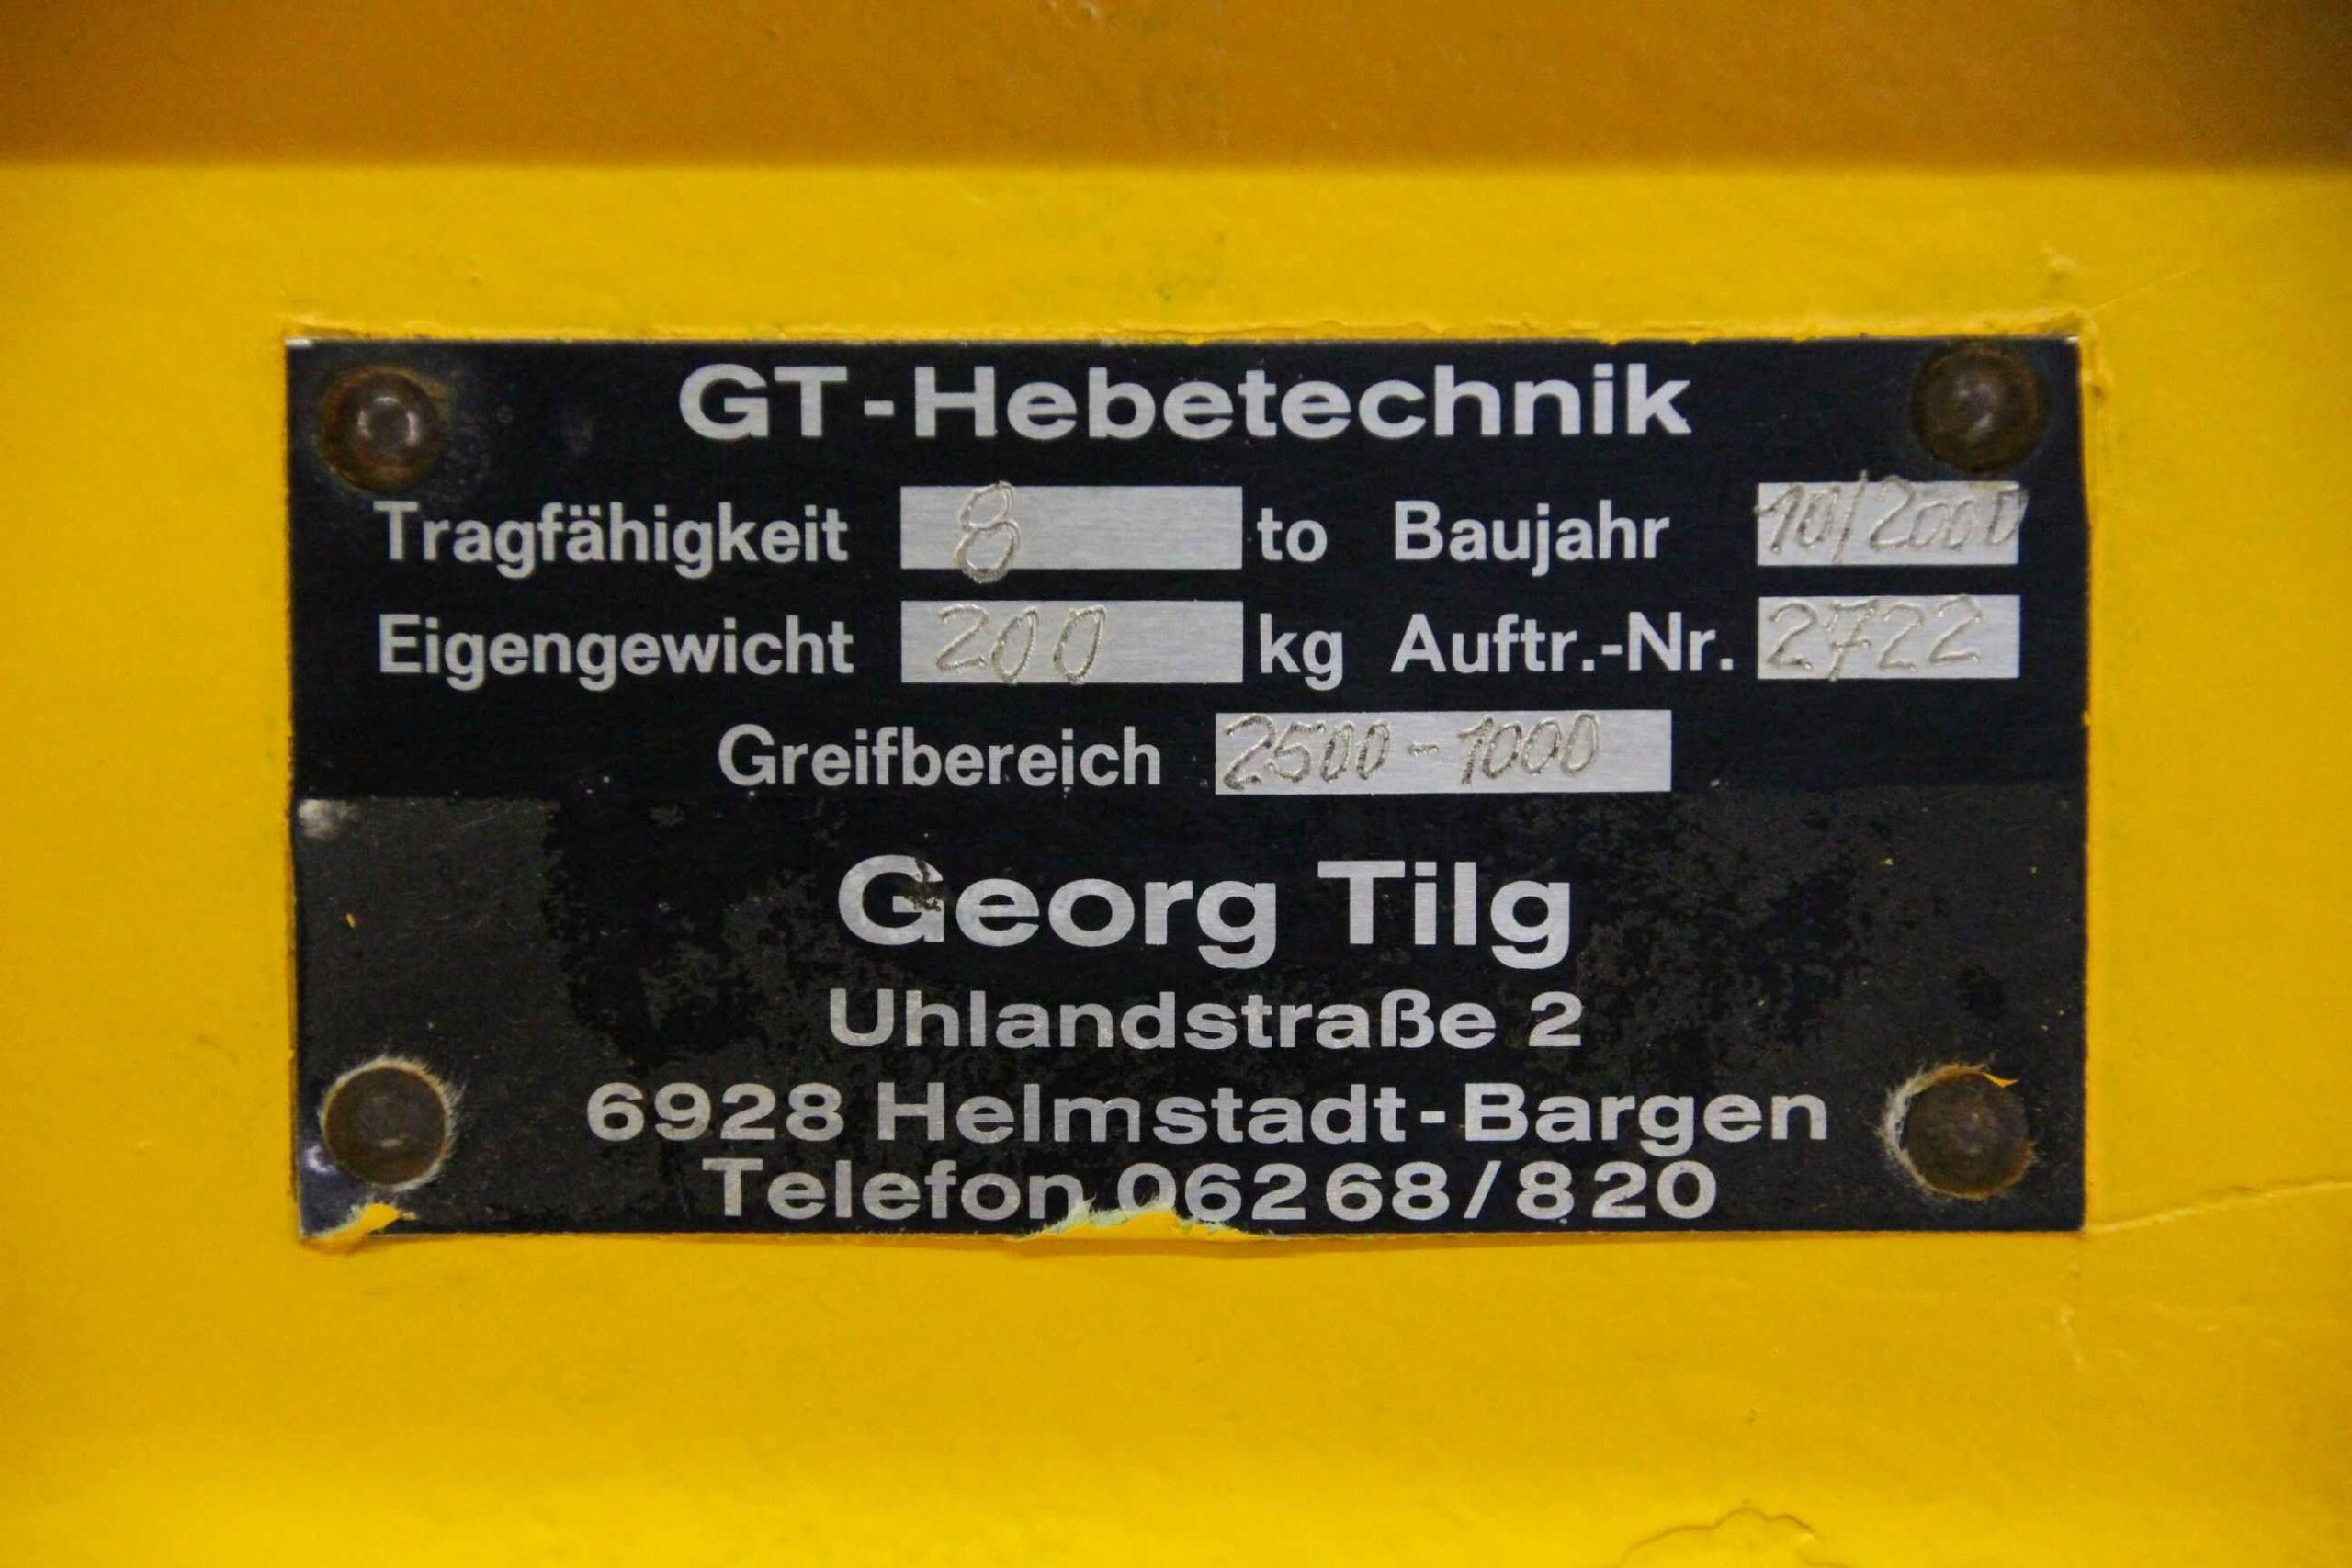 GT-Hebetechnik
Tragfähigkeit 8 to Baujahr 10/2000
Eigengewicht 200 kg Auftr.-Nr. 2722
Greifbereich 2500-1000
Georg Tilg
Uhlandstraße 2
6928 Helmstadt-Bargen
Telefon 06268/820